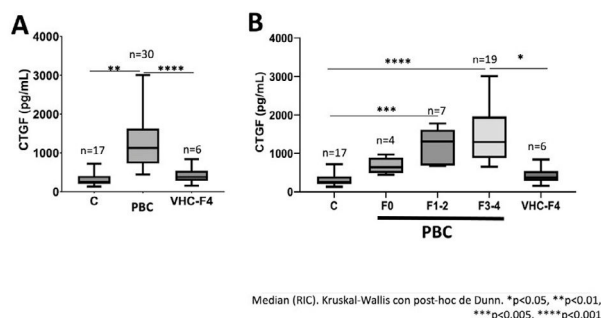 A
CTGF (pg/mL)
4000
3000
2000
1000
0
n=30
** ****
n=17
n=6
C PBC VHC-F4
B
CTGF (pg/mL)
4000
3000
2000
1000
0
n=19
**** *
*** n=7
n=17
n=4
n=6
C F0 F1-2 F3-4 VHC-F4
PBC
Median (RIC). Kruskal-Wallis con post-hoc de Dunn. *p<0.05, **p<0.01,
***p<0.005, ****p<0.001